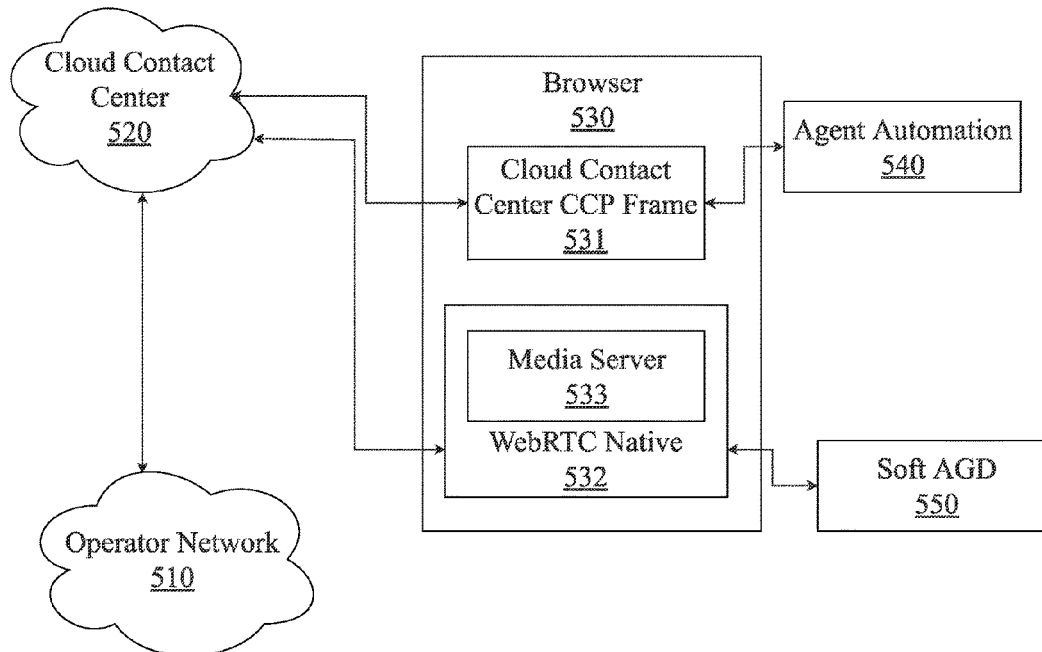 Cloud Contact
Center
520
Browser
530
Agent Automation
540
Cloud Contact
Center CCP Frame
531
Media Server
533
WebRTC Native
532
Soft AGD
550
Operator Network
510